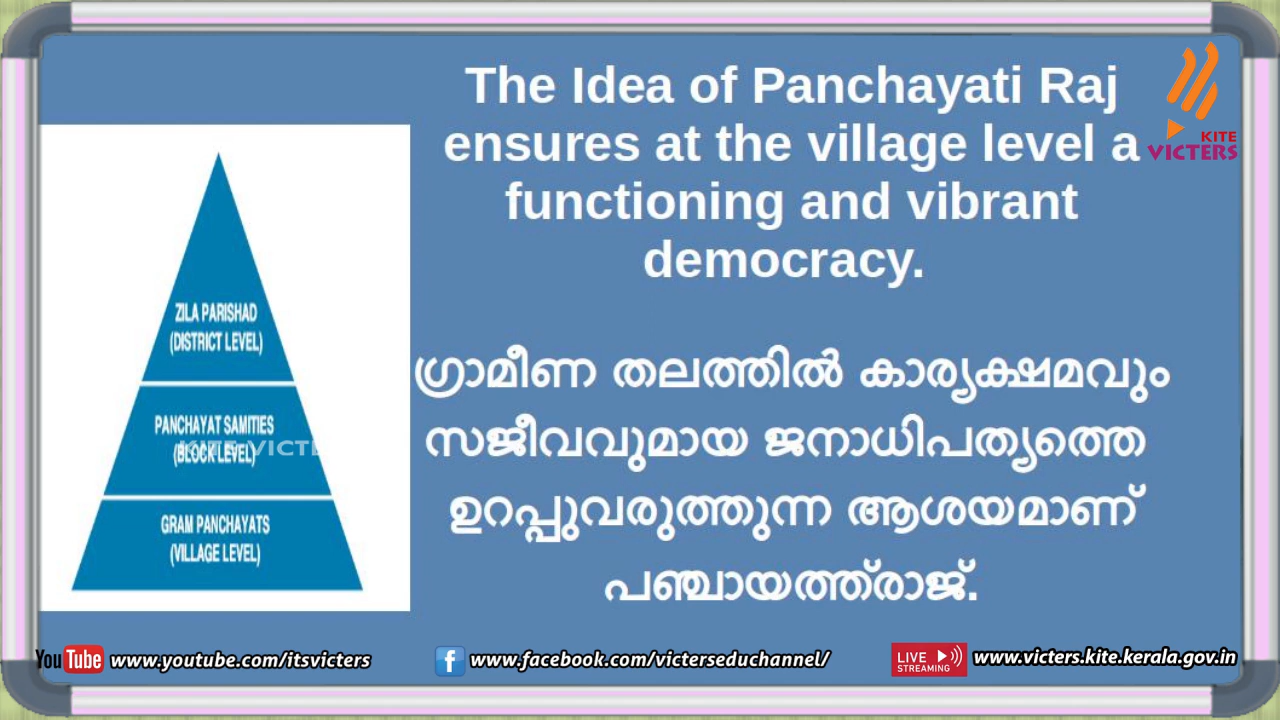 The Idea of Panchayati Raj
ensures at the village level a
functioning and vibrant
democracy.
KITE
VICTERS
ZILA PARISHAD
(DISTRICT LEVEL)
PANCHAYAT SAMITIES
(BLOCK LEVEL)
KITE VICTE
GRAM PANCHAYATS
(VILLAGE LEVEL)
ഗ്രാമീണ തലത്തിൽ കാര്യക്ഷമവും
സജീവവുമായ ജനാധിപത്യത്തെ
ഉറപ്പുവരുത്തുന്ന ആശയമാണ്
പഞ്ചായത്ത്‌രാജ്.
YouTube www.youtube.com/itsvicters
f www.facebook.com/victerseduchannel/
LIVE STREAMING www.victers.kite.kerala.gov.in